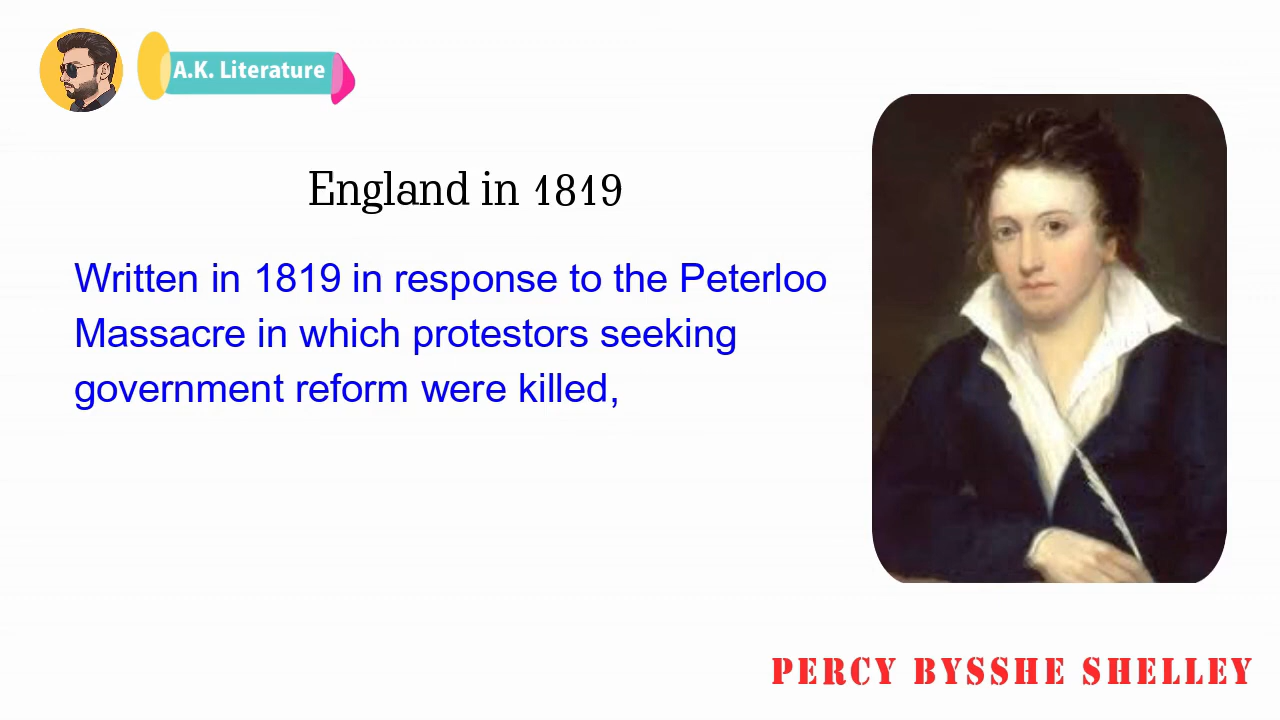 A.K. Literature
England in 1819
Written in 1819 in response to the Peterloo
Massacre in which protestors seeking
government reform were killed,
PERCY BYSSHE SHELLEY